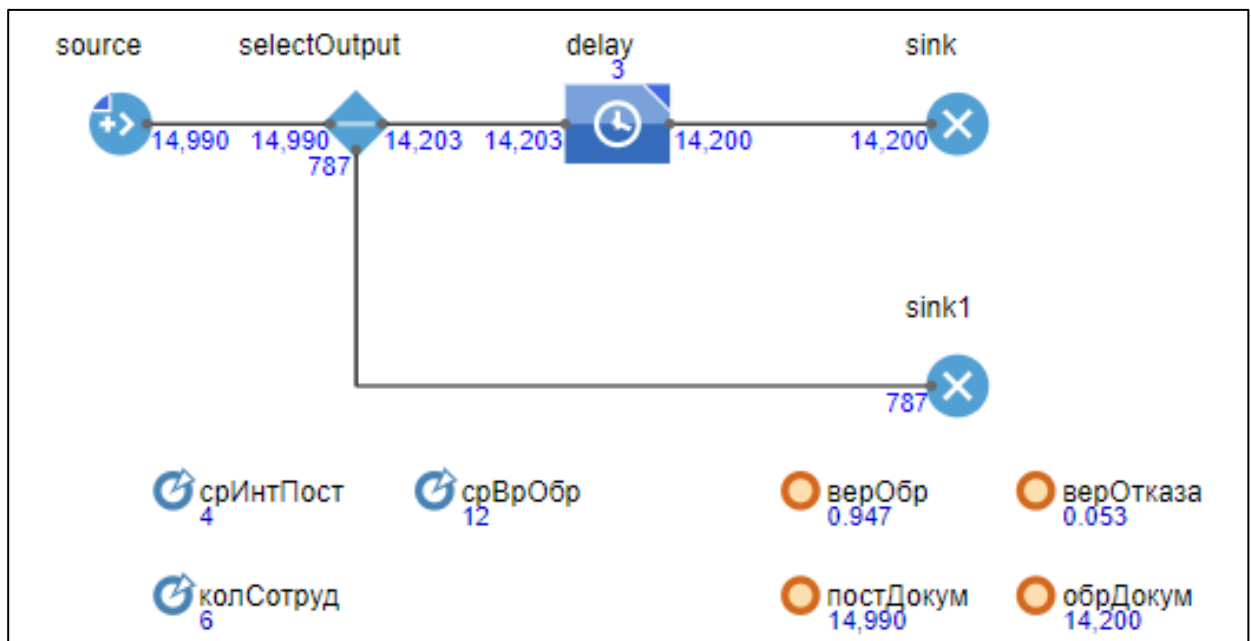 source selectOutput delay sink
3
14,990 14,990 14,203 14,203 14,200 14,200
787
sink1
787
срИнтПост срВрОбр верОбр верОтказа
4 12 0.947 0.053
колСотруд постДокум обрДокум
6 14,990 14,200